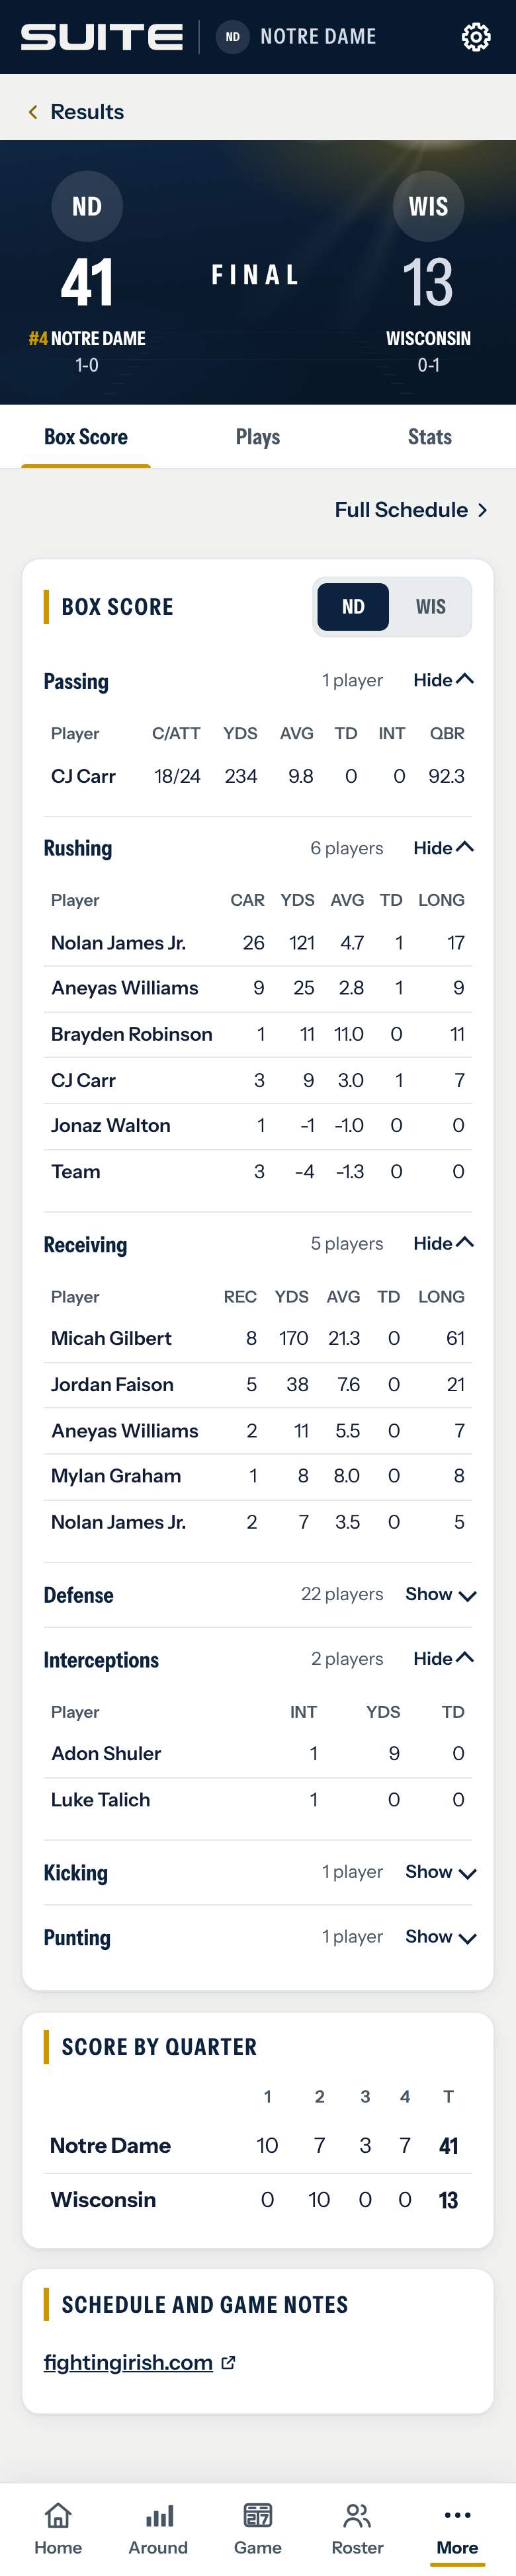 SUITE ND NOTRE DAME
Results
ND WIS
41 FINAL 13
#4 NOTRE DAME WISCONSIN
1-0 0-1
Box Score Plays Stats
Full Schedule
BOX SCORE ND WIS
Passing 1 player Hide
Player C/ATT YDS AVG TD INT QBR
CJ Carr 18/24 234 9.8 0 0 92.3
Rushing 6 players Hide
Player CAR YDS AVG TD LONG
Nolan James Jr. 26 121 4.7 1 17
Aneyas Williams 9 25 2.8 1 9
Brayden Robinson 1 11 11.0 0 11
CJ Carr 3 9 3.0 1 7
Jonaz Walton 1 -1 -1.0 0 0
Team 3 -4 -1.3 0 0
Receiving 5 players Hide
Player REC YDS AVG TD LONG
Micah Gilbert 8 170 21.3 0 61
Jordan Faison 5 38 7.6 0 21
Aneyas Williams 2 11 5.5 0 7
Mylan Graham 1 8 8.0 0 8
Nolan James Jr. 2 7 3.5 0 5
Defense 22 players Show
Interceptions 2 players Hide
Player INT YDS TD
Adon Shuler 1 9 0
Luke Talich 1 0 0
Kicking 1 player Show
Punting 1 player Show
SCORE BY QUARTER
1 2 3 4 T
Notre Dame 10 7 3 7 41
Wisconsin 0 10 0 0 13
SCHEDULE AND GAME NOTES
fightingirish.com
Home Around Game Roster More